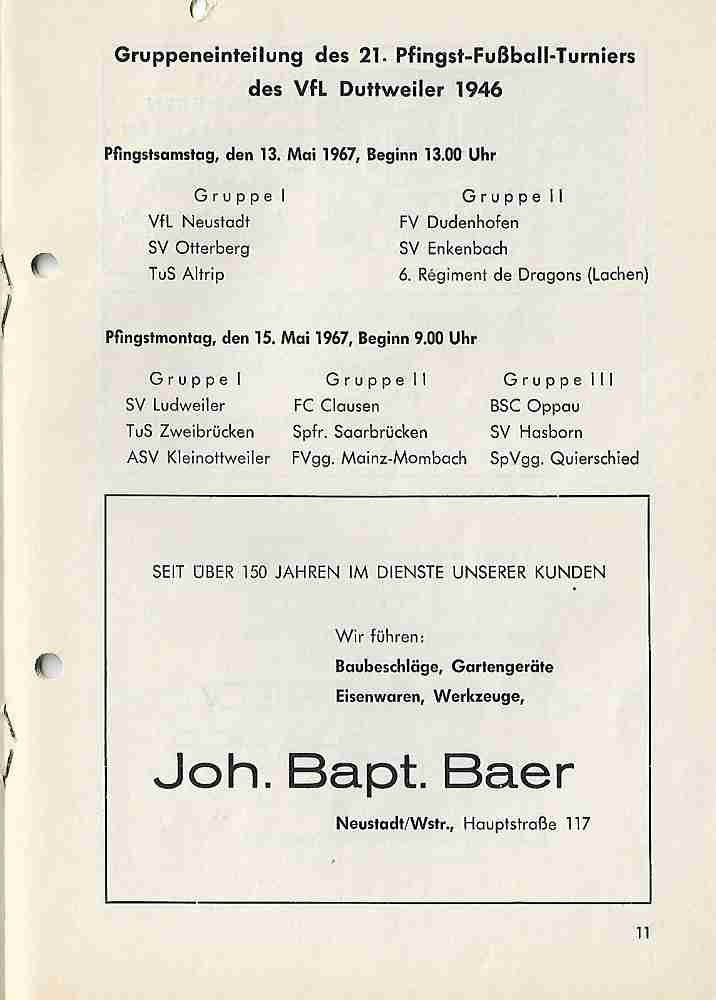 Gruppeneinteilung des 21. Pfingst-Fußball-Turniers
des VfL Duttweiler 1946
Pfingstsamstag, den 13. Mai 1967, Beginn 13.00 Uhr
Gruppe I Gruppe II
VfL Neustadt FV Dudenhofen
SV Otterberg SV Enkenbach
TuS Altrip 6. Régiment de Dragons (Lachen)
Pfingstmontag, den 15. Mai 1967, Beginn 9.00 Uhr
Gruppe I Gruppe II Gruppe III
SV Ludweiler FC Clausen BSC Oppau
TuS Zweibrücken Spfr. Saarbrücken SV Hasborn
ASV Kleinottweiler FVgg. Mainz-Mombach SpVgg. Quierschied
SEIT ÜBER 150 JAHREN IM DIENSTE UNSERER KUNDEN
Wir führen:
Baubeschläge, Gartengeräte
Eisenwaren, Werkzeuge,
Joh. Bapt. Baer
Neustadt/Wstr., Hauptstraße 117
11